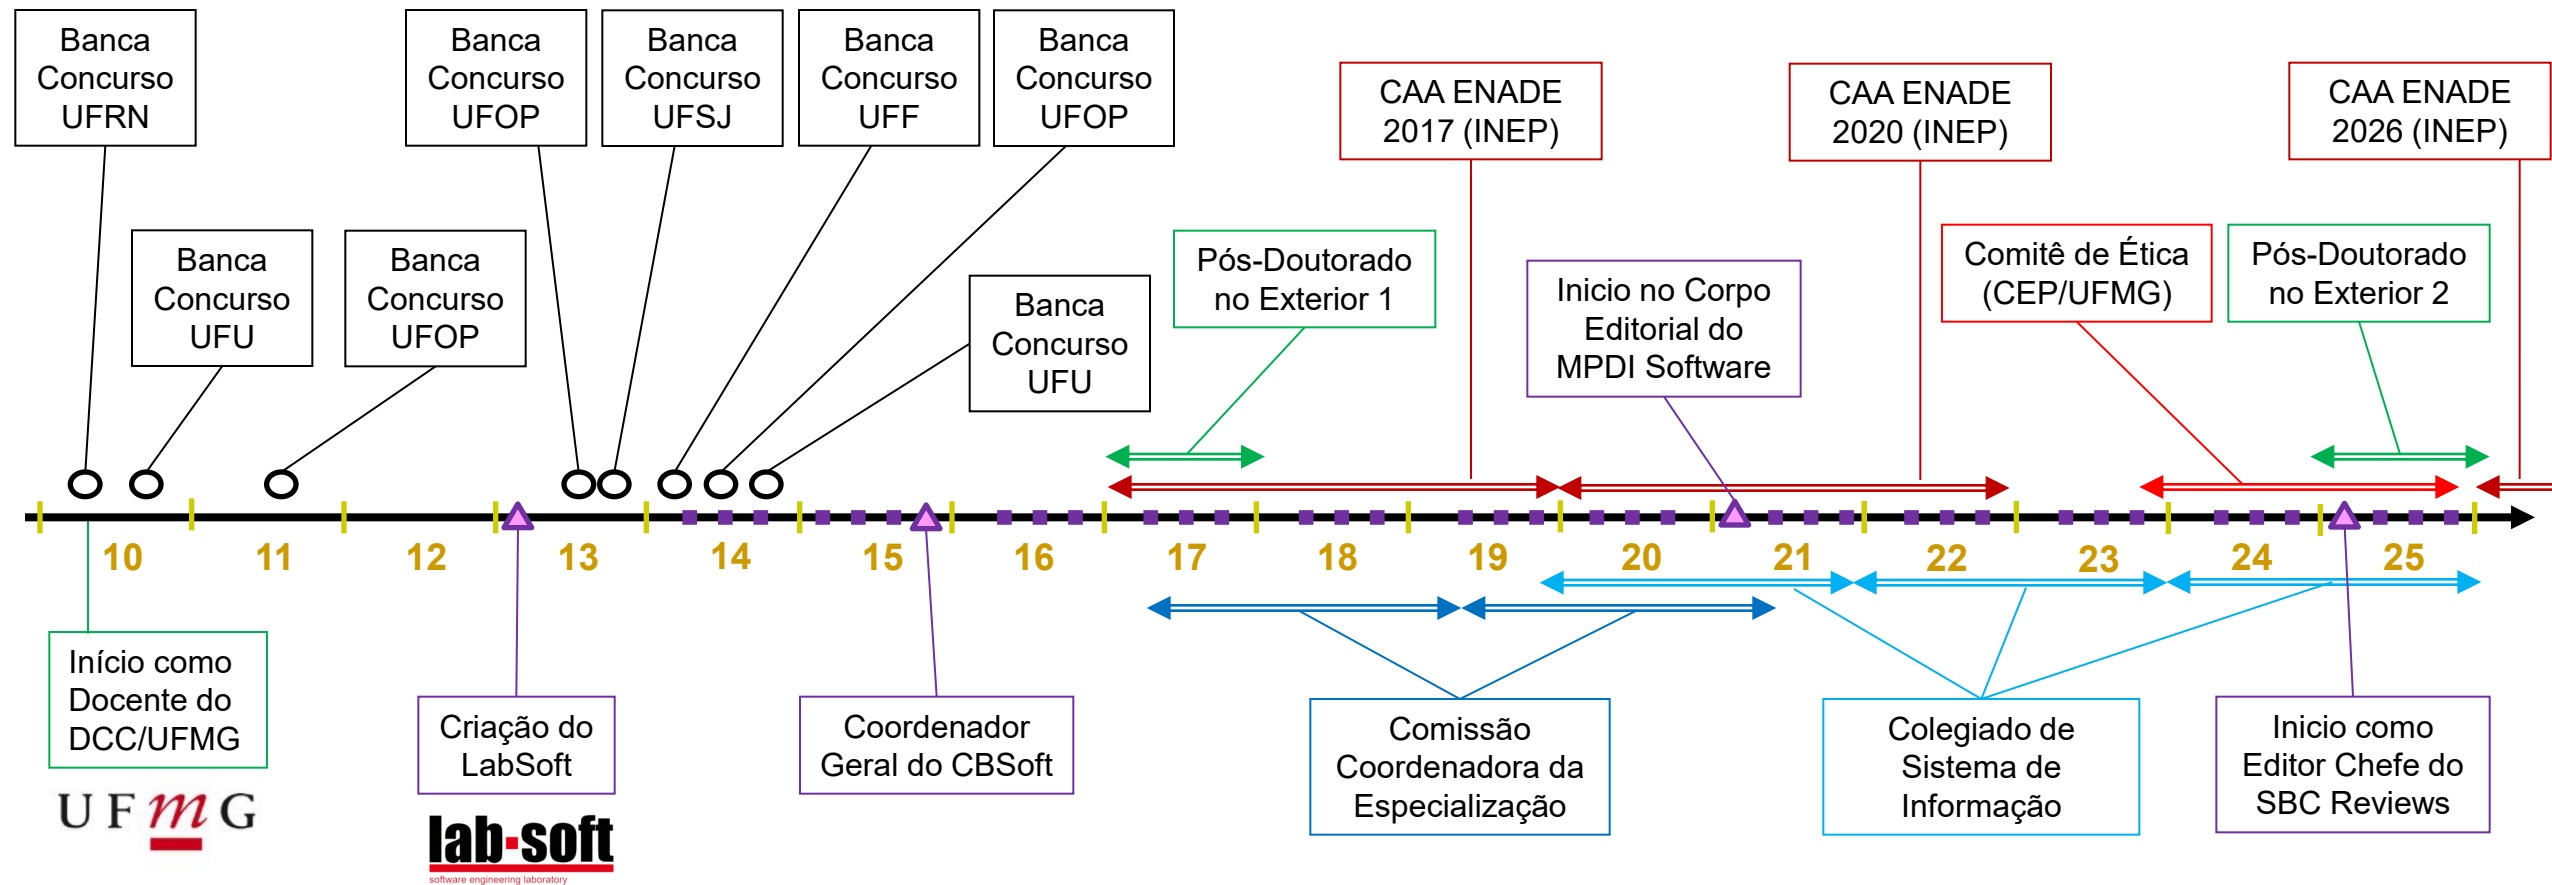 Banca
Concurso
UFRN
Banca
Concurso
UFOP
Banca
Concurso
UFSJ
Banca
Concurso
UFF
Banca
Concurso
UFOP
CAA ENADE
2017 (INEP)
CAA ENADE
2020 (INEP)
CAA ENADE
2026 (INEP)
Banca
Concurso
UFU
Banca
Concurso
UFOP
Banca
Concurso
UFU
Pós-Doutorado
no Exterior 1
Inicio no Corpo
Editorial do
MPDI Software
Comitê de Ética
(CEP/UFMG)
Pós-Doutorado
no Exterior 2
10 11 12 13 14 15 16 17 18 19 20 21 22 23 24 25
Início como
Docente do
DCC/UFMG
UFmG
Criação do
LabSoft
lab-soft
software engineering laboratory
Coordenador
Geral do CBSoft
Comissão
Coordenadora da
Especialização
Colegiado de
Sistema de
Informação
Inicio como
Editor Chefe do
SBC Reviews